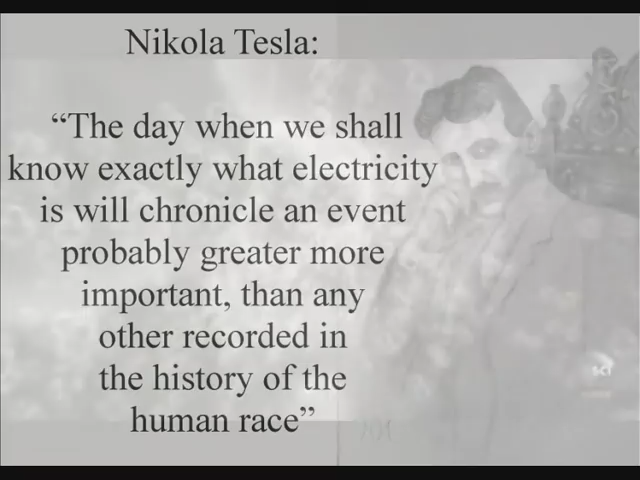 Nikola Tesla:
“The day when we shall
know exactly what electricity
is will chronicle an event
probably greater more
important, than any
other recorded in
the history of the
human race”